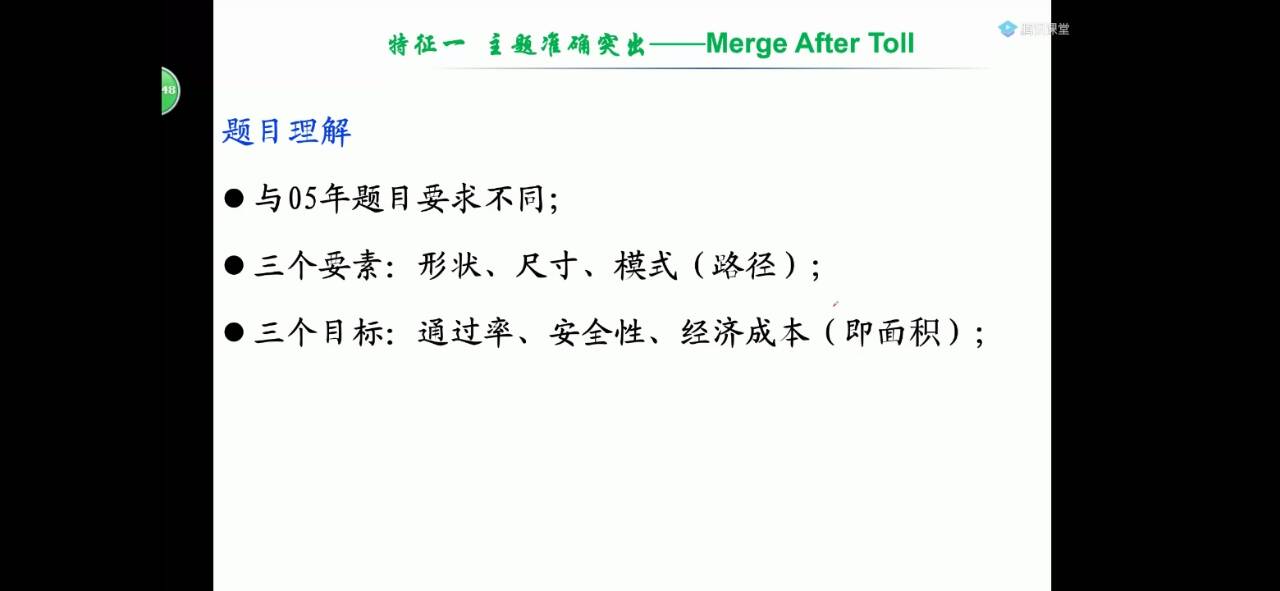 特征一 主题准确突出——Merge After Toll
腾讯课堂
48
题目理解
● 与05年题目要求不同；
● 三个要素：形状、尺寸、模式（路径）；
● 三个目标：通过率、安全性、经济成本（即面积）；